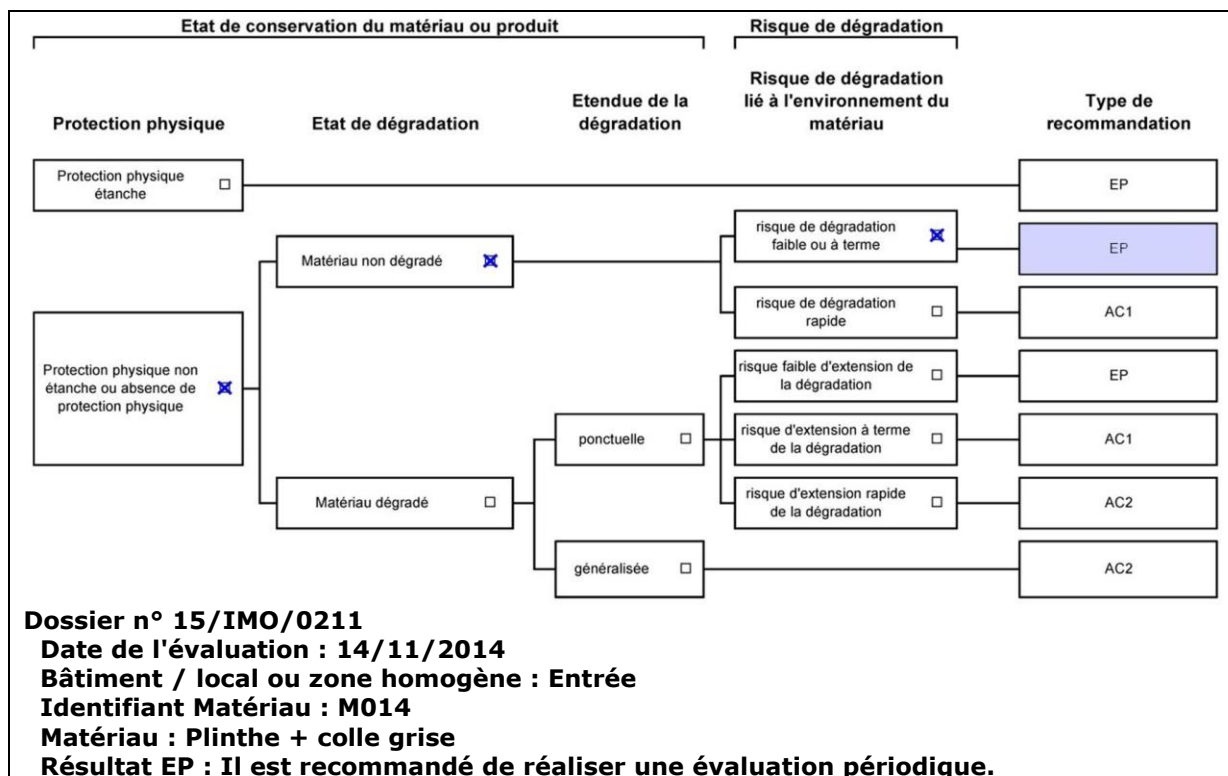 Etat de conservation du matériau ou produit
Risque de dégradation
Protection physique
Etat de dégradation
Etendue de la
dégradation
Risque de dégradation
lié à l'environnement du
matériau
Type de
recommandation
Protection physique
étanche
EP
Matériau non dégradé
risque de dégradation
faible ou à terme
EP
risque de dégradation
rapide
AC1
Protection physique non
étanche ou absence de
protection physique
risque faible d'extension de
la dégradation
EP
ponctuelle
risque d'extension à terme
de la dégradation
AC1
Matériau dégradé
risque d'extension rapide
de la dégradation
AC2
généralisée
AC2
Dossier n° 15/IMO/0211
Date de l'évaluation : 14/11/2014
Bâtiment / local ou zone homogène : Entrée
Identifiant Matériau : M014
Matériau : Plinthe + colle grise
Résultat EP : Il est recommandé de réaliser une évaluation périodique.